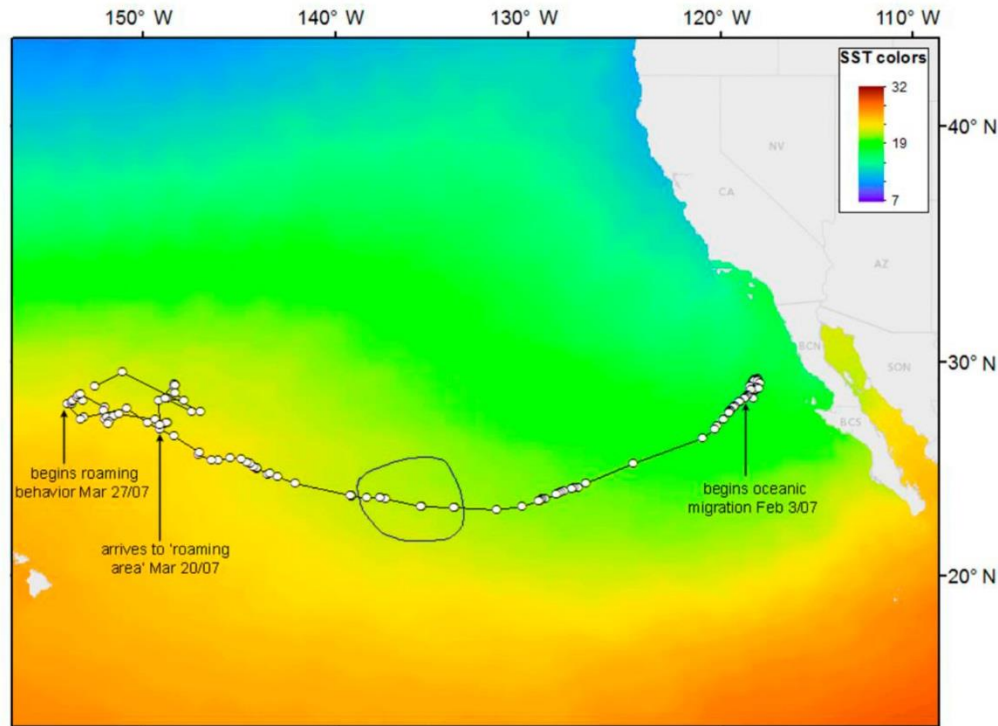 150° W 140° W 130° W 120° W 110° W
SST colors
32
19
7
40° N
30° N
20° N
NV
CA
AZ
BCN
SON
BCS
begins roaming
behavior Mar 27/07
arrives to 'roaming
area' Mar 20/07
begins oceanic
migration Feb 3/07